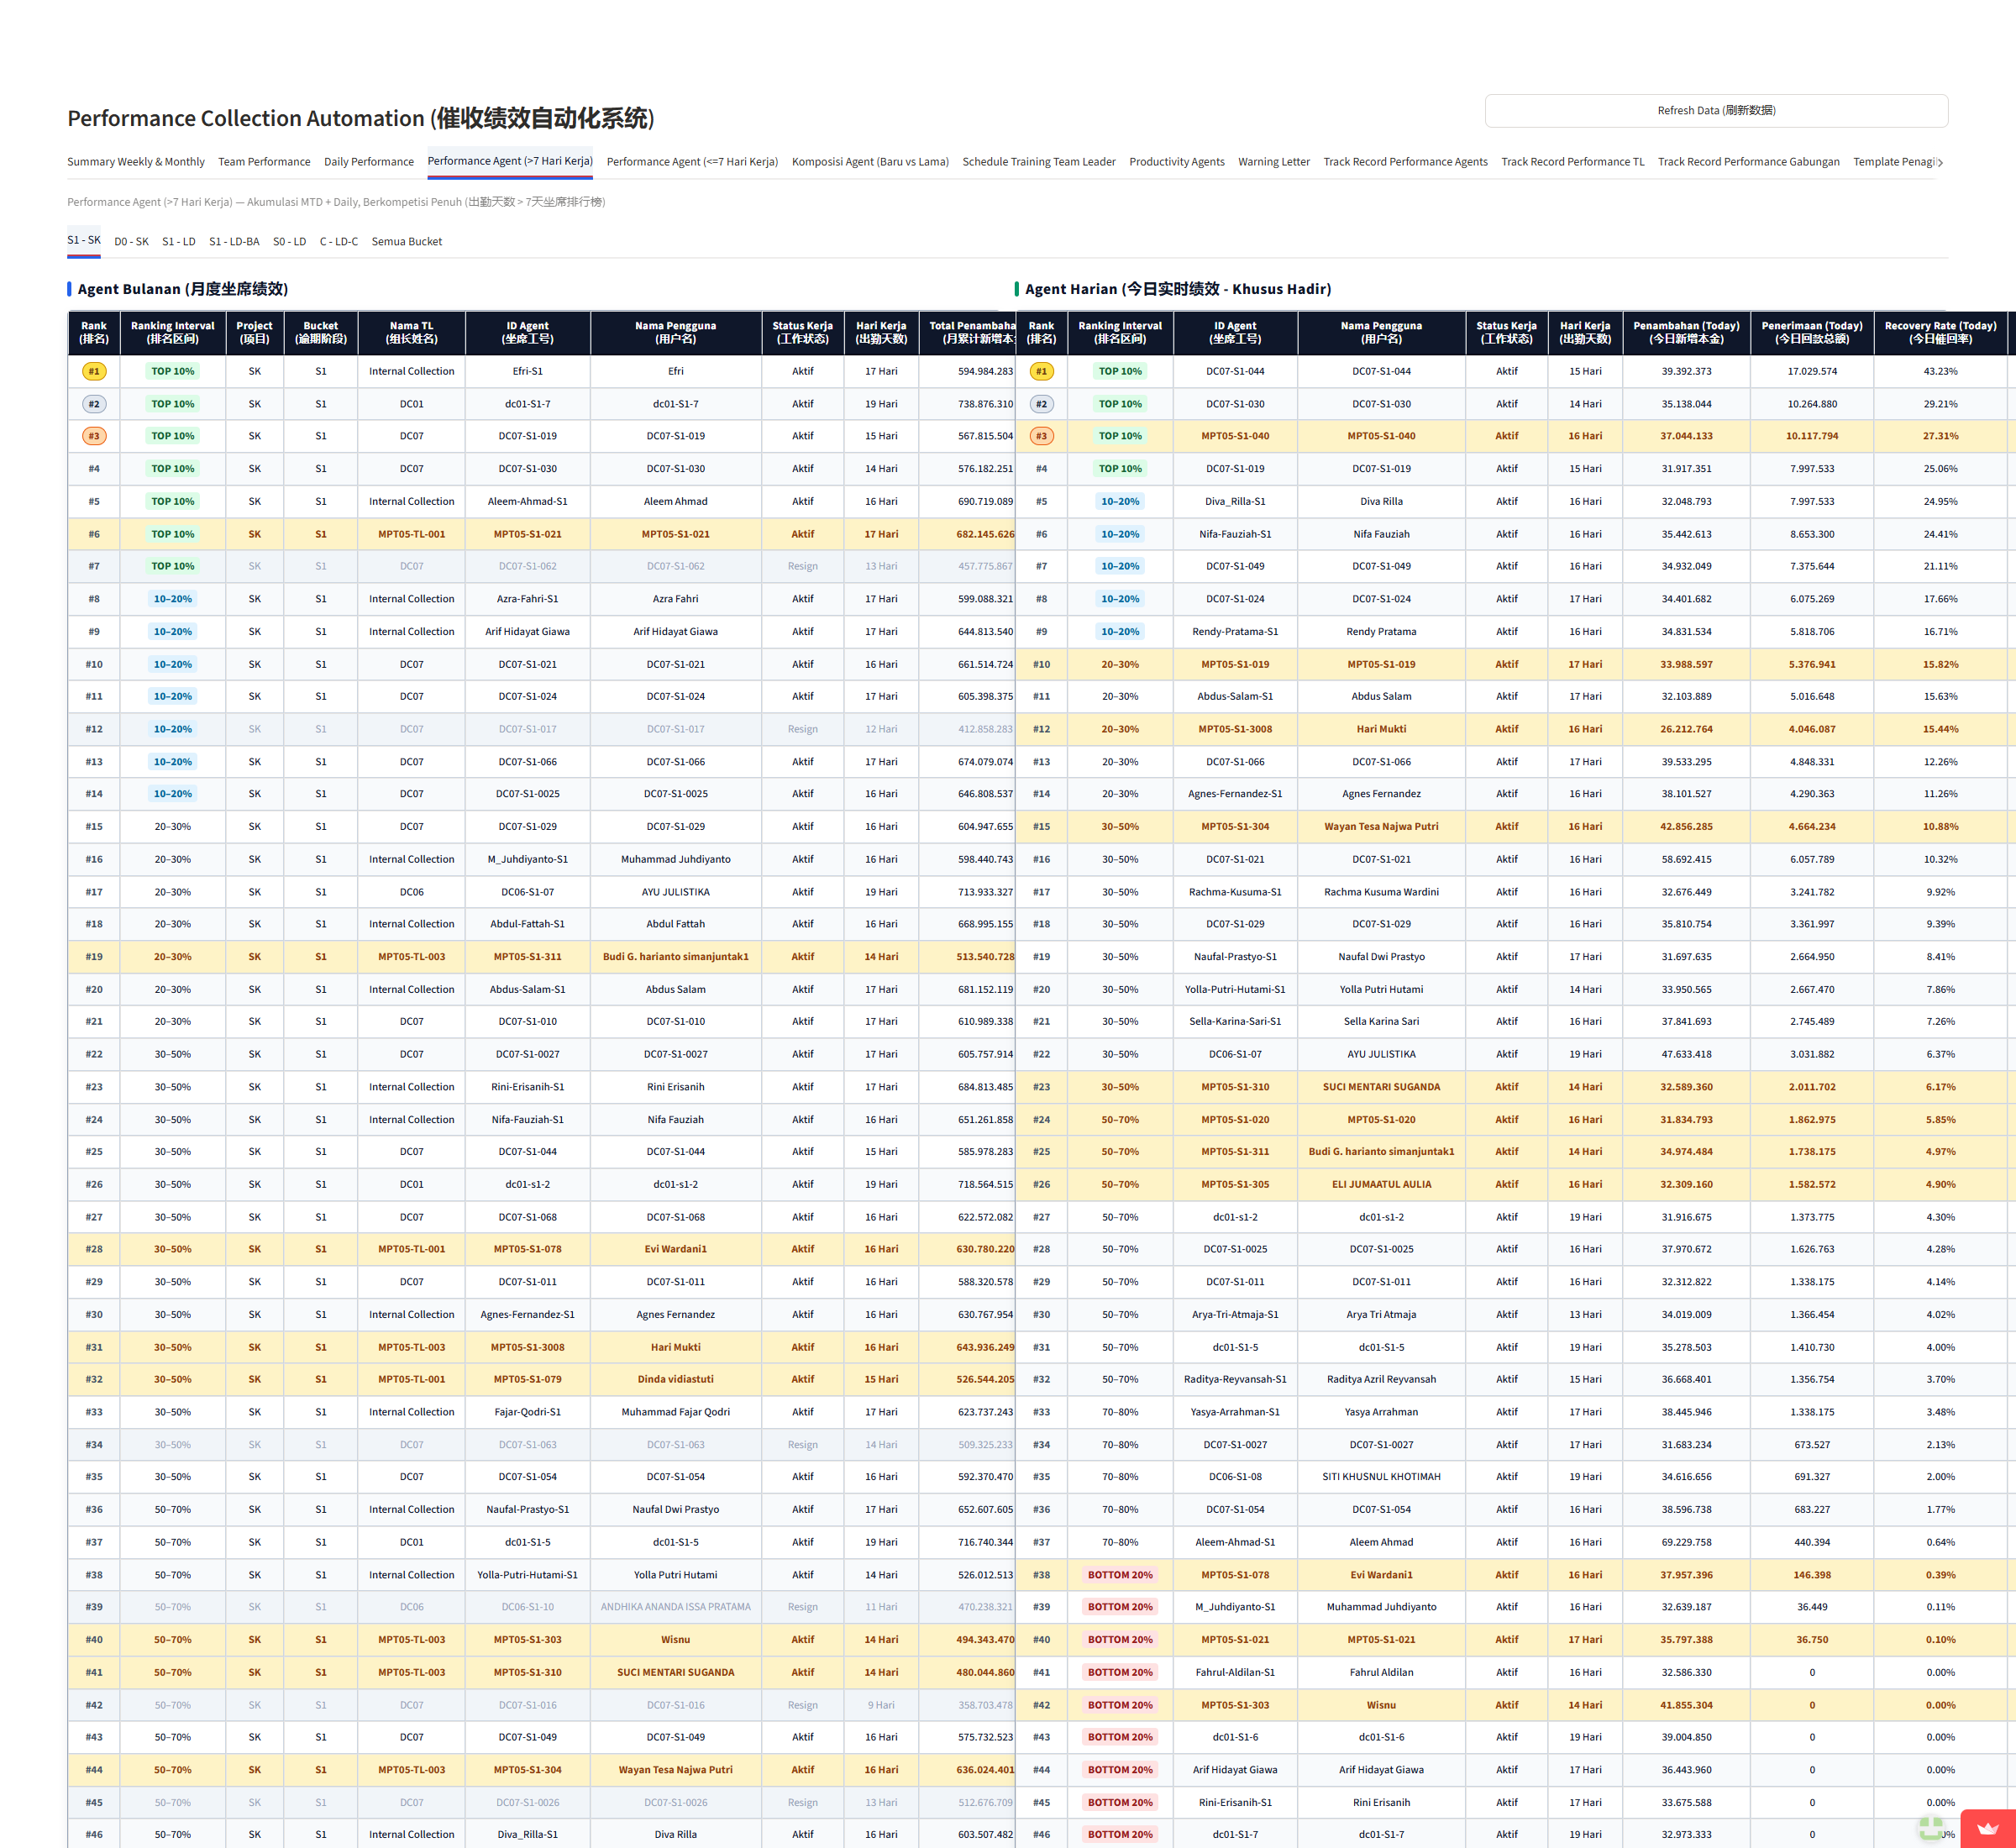 Performance Collection Automation (催收绩效自动化系统)
Refresh Data (刷新数据)
Summary Weekly & Monthly Team Performance Daily Performance Performance Agent (>7 Hari Kerja) Performance Agent (<=7 Hari Kerja) Komposisi Agent (Baru vs Lama) Schedule Training Team Leader Productivity Agents Warning Letter Track Record Performance Agents Track Record Performance TL Track Record Performance Gabungan Template Penagi
Performance Agent (>7 Hari Kerja) — Akumulasi MTD + Daily, Berkompetisi Penuh (出勤天数 > 7天坐席排行榜)
S1 - SK D0 - SK S1 - LD S1 - LD-BA S0 - LD C - LD-C Semua Bucket
Agent Bulanan (月度坐席绩效)
Rank Ranking Interval Project Bucket Nama TL ID Agent Nama Pengguna Status Kerja Hari Kerja Total Penambaha
(排名) (排名区间) (项目) (逾期阶段) (组长姓名) (坐席工号) (用户名) (工作状态) (出勤天数) (月累计新增本
#1 TOP 10% SK S1 Internal Collection Efri-S1 Efri Aktif 17 Hari 594.984.283
#2 TOP 10% SK S1 DC01 dc01-S1-7 dc01-S1-7 Aktif 19 Hari 738.876.310
#3 TOP 10% SK S1 DC07 DC07-S1-019 DC07-S1-019 Aktif 15 Hari 567.815.504
#4 TOP 10% SK S1 DC07 DC07-S1-030 DC07-S1-030 Aktif 14 Hari 576.182.251
#5 TOP 10% SK S1 Internal Collection Aleem-Ahmad-S1 Aleem Ahmad Aktif 16 Hari 690.719.089
#6 TOP 10% SK S1 MPT05-TL-001 MPT05-S1-021 MPT05-S1-021 Aktif 17 Hari 682.145.626
#7 TOP 10% SK S1 DC07 DC07-S1-062 DC07-S1-062 Resign 13 Hari 457.775.867
#8 10–20% SK S1 Internal Collection Azra-Fahri-S1 Azra Fahri Aktif 17 Hari 599.088.321
#9 10–20% SK S1 Internal Collection Arif Hidayat Giawa Arif Hidayat Giawa Aktif 17 Hari 644.813.540
#10 10–20% SK S1 DC07 DC07-S1-021 DC07-S1-021 Aktif 16 Hari 661.514.724
#11 10–20% SK S1 DC07 DC07-S1-024 DC07-S1-024 Aktif 17 Hari 605.398.375
#12 10–20% SK S1 DC07 DC07-S1-017 DC07-S1-017 Resign 12 Hari 412.858.283
#13 10–20% SK S1 DC07 DC07-S1-066 DC07-S1-066 Aktif 17 Hari 674.079.074
#14 10–20% SK S1 DC07 DC07-S1-0025 DC07-S1-0025 Aktif 16 Hari 646.808.537
#15 20–30% SK S1 DC07 DC07-S1-029 DC07-S1-029 Aktif 16 Hari 604.947.655
#16 20–30% SK S1 Internal Collection M_Juhdiyanto-S1 Muhammad Juhdiyanto Aktif 16 Hari 598.440.743
#17 20–30% SK S1 DC06 DC06-S1-07 AYU JULISTIKA Aktif 19 Hari 713.933.327
#18 20–30% SK S1 Internal Collection Abdul-Fattah-S1 Abdul Fattah Aktif 16 Hari 668.995.155
#19 20–30% SK S1 MPT05-TL-003 MPT05-S1-311 Budi G. harianto simanjuntak1 Aktif 14 Hari 513.540.728
#20 20–30% SK S1 Internal Collection Abdus-Salam-S1 Abdus Salam Aktif 17 Hari 681.152.119
#21 20–30% SK S1 DC07 DC07-S1-010 DC07-S1-010 Aktif 17 Hari 610.989.338
#22 30–50% SK S1 DC07 DC07-S1-0027 DC07-S1-0027 Aktif 17 Hari 605.757.914
#23 30–50% SK S1 Internal Collection Rini-Erisanih-S1 Rini Erisanih Aktif 17 Hari 684.813.485
#24 30–50% SK S1 Internal Collection Nifa-Fauziah-S1 Nifa Fauziah Aktif 16 Hari 651.261.858
#25 30–50% SK S1 DC07 DC07-S1-044 DC07-S1-044 Aktif 15 Hari 585.978.283
#26 30–50% SK S1 DC01 dc01-s1-2 dc01-s1-2 Aktif 19 Hari 718.564.515
#27 30–50% SK S1 DC07 DC07-S1-068 DC07-S1-068 Aktif 17 Hari 622.572.082
#28 30–50% SK S1 MPT05-TL-001 MPT05-S1-078 Evi Wardani1 Aktif 16 Hari 630.780.220
#29 30–50% SK S1 DC07 DC07-S1-011 DC07-S1-011 Aktif 16 Hari 588.320.578
#30 30–50% SK S1 Internal Collection Agnes-Fernandez-S1 Agnes Fernandez Aktif 16 Hari 630.767.954
#31 30–50% SK S1 MPT05-TL-003 MPT05-S1-3008 Hari Mukti Aktif 16 Hari 643.936.249
#32 30–50% SK S1 MPT05-TL-001 MPT05-S1-079 Dinda vidiastuti Aktif 15 Hari 526.544.205
#33 30–50% SK S1 Internal Collection Fajar-Qodri-S1 Muhammad Fajar Qodri Aktif 17 Hari 623.737.243
#34 30–50% SK S1 DC07 DC07-S1-063 DC07-S1-063 Resign 14 Hari 509.325.233
#35 30–50% SK S1 DC07 DC07-S1-054 DC07-S1-054 Aktif 16 Hari 592.370.470
#36 50–70% SK S1 Internal Collection Naufal-Prastyo-S1 Naufal Dwi Prastyo Aktif 17 Hari 652.607.605
#37 50–70% SK S1 DC01 dc01-S1-5 dc01-S1-5 Aktif 19 Hari 716.740.344
#38 50–70% SK S1 Internal Collection Yolla-Putri-Hutami-S1 Yolla Putri Hutami Aktif 14 Hari 526.012.513
#39 50–70% SK S1 DC06 DC06-S1-10 ANDHIKA ANANDA ISSA PRATAMA Resign 11 Hari 470.238.321
#40 50–70% SK S1 MPT05-TL-003 MPT05-S1-303 Wisnu Aktif 14 Hari 494.343.470
#41 50–70% SK S1 MPT05-TL-003 MPT05-S1-310 SUCI MENTARI SUGANDA Aktif 14 Hari 480.044.860
#42 50–70% SK S1 DC07 DC07-S1-016 DC07-S1-016 Resign 9 Hari 358.703.478
#43 50–70% SK S1 DC07 DC07-S1-049 DC07-S1-049 Aktif 16 Hari 575.732.523
#44 50–70% SK S1 MPT05-TL-003 MPT05-S1-304 Wayan Tesa Najwa Putri Aktif 16 Hari 636.024.401
#45 50–70% SK S1 DC07 DC07-S1-0026 DC07-S1-0026 Resign 13 Hari 512.676.709
#46 50–70% SK S1 Internal Collection Diva_Rilla-S1 Diva Rilla Aktif 16 Hari 603.507.482
Agent Harian (今日实时绩效 - Khusus Hadir)
Rank Ranking Interval ID Agent Nama Pengguna Status Kerja Hari Kerja Penambahan (Today) Penerimaan (Today) Recovery Rate (Today)
(排名) (排名区间) (坐席工号) (用户名) (工作状态) (出勤天数) (今日新增本金) (今日回款总额) (今日催回率)
#1 TOP 10% DC07-S1-044 DC07-S1-044 Aktif 15 Hari 39.392.373 17.029.574 43.23%
#2 TOP 10% DC07-S1-030 DC07-S1-030 Aktif 14 Hari 35.138.044 10.264.880 29.21%
#3 TOP 10% MPT05-S1-040 MPT05-S1-040 Aktif 16 Hari 37.044.133 10.117.794 27.31%
#4 TOP 10% DC07-S1-019 DC07-S1-019 Aktif 15 Hari 31.917.351 7.997.533 25.06%
#5 10–20% Diva_Rilla-S1 Diva Rilla Aktif 16 Hari 32.048.793 7.997.533 24.95%
#6 10–20% Nifa-Fauziah-S1 Nifa Fauziah Aktif 16 Hari 35.442.613 8.653.300 24.41%
#7 10–20% DC07-S1-049 DC07-S1-049 Aktif 16 Hari 34.932.049 7.375.644 21.11%
#8 10–20% DC07-S1-024 DC07-S1-024 Aktif 17 Hari 34.401.682 6.075.269 17.66%
#9 10–20% Rendy-Pratama-S1 Rendy Pratama Aktif 16 Hari 34.831.534 5.818.706 16.71%
#10 20–30% MPT05-S1-019 MPT05-S1-019 Aktif 17 Hari 33.988.597 5.376.941 15.82%
#11 20–30% Abdus-Salam-S1 Abdus Salam Aktif 17 Hari 32.103.889 5.016.648 15.63%
#12 20–30% MPT05-S1-3008 Hari Mukti Aktif 16 Hari 26.212.764 4.046.087 15.44%
#13 20–30% DC07-S1-066 DC07-S1-066 Aktif 17 Hari 39.533.295 4.848.331 12.26%
#14 20–30% Agnes-Fernandez-S1 Agnes Fernandez Aktif 16 Hari 38.101.527 4.290.363 11.26%
#15 30–50% MPT05-S1-304 Wayan Tesa Najwa Putri Aktif 16 Hari 42.856.285 4.664.234 10.88%
#16 30–50% DC07-S1-021 DC07-S1-021 Aktif 16 Hari 58.692.415 6.057.789 10.32%
#17 30–50% Rachma-Kusuma-S1 Rachma Kusuma Wardini Aktif 16 Hari 32.676.449 3.241.782 9.92%
#18 30–50% DC07-S1-029 DC07-S1-029 Aktif 16 Hari 35.810.754 3.361.997 9.39%
#19 30–50% Naufal-Prastyo-S1 Naufal Dwi Prastyo Aktif 17 Hari 31.697.635 2.664.950 8.41%
#20 30–50% Yolla-Putri-Hutami-S1 Yolla Putri Hutami Aktif 14 Hari 33.950.565 2.667.470 7.86%
#21 30–50% Sella-Karina-Sari-S1 Sella Karina Sari Aktif 16 Hari 37.841.693 2.745.489 7.26%
#22 30–50% DC06-S1-07 AYU JULISTIKA Aktif 19 Hari 47.633.418 3.031.882 6.37%
#23 30–50% MPT05-S1-310 SUCI MENTARI SUGANDA Aktif 14 Hari 32.589.360 2.011.702 6.17%
#24 50–70% MPT05-S1-020 MPT05-S1-020 Aktif 16 Hari 31.834.793 1.862.975 5.85%
#25 50–70% MPT05-S1-311 Budi G. harianto simanjuntak1 Aktif 14 Hari 34.974.484 1.738.175 4.97%
#26 50–70% MPT05-S1-305 ELI JUMAATUL AULIA Aktif 16 Hari 32.309.160 1.582.572 4.90%
#27 50–70% dc01-s1-2 dc01-s1-2 Aktif 19 Hari 31.916.675 1.373.775 4.30%
#28 50–70% DC07-S1-0025 DC07-S1-0025 Aktif 16 Hari 37.970.672 1.626.763 4.28%
#29 50–70% DC07-S1-011 DC07-S1-011 Aktif 16 Hari 32.312.822 1.338.175 4.14%
#30 50–70% Arya-Tri-Atmaja-S1 Arya Tri Atmaja Aktif 13 Hari 34.019.009 1.366.454 4.02%
#31 50–70% dc01-S1-5 dc01-S1-5 Aktif 19 Hari 35.278.503 1.410.730 4.00%
#32 50–70% Raditya-Reyvansah-S1 Raditya Azril Reyvansah Aktif 15 Hari 36.668.401 1.356.754 3.70%
#33 70–80% Yasya-Arrahman-S1 Yasya Arrahman Aktif 17 Hari 38.445.946 1.338.175 3.48%
#34 70–80% DC07-S1-0027 DC07-S1-0027 Aktif 17 Hari 31.683.234 673.527 2.13%
#35 70–80% DC06-S1-08 SITI KHUSNUL KHOTIMAH Aktif 19 Hari 34.616.656 691.327 2.00%
#36 70–80% DC07-S1-054 DC07-S1-054 Aktif 16 Hari 38.596.738 683.227 1.77%
#37 70–80% Aleem-Ahmad-S1 Aleem Ahmad Aktif 16 Hari 69.229.758 440.394 0.64%
#38 BOTTOM 20% MPT05-S1-078 Evi Wardani1 Aktif 16 Hari 37.957.396 146.398 0.39%
#39 BOTTOM 20% M_Juhdiyanto-S1 Muhammad Juhdiyanto Aktif 16 Hari 32.639.187 36.449 0.11%
#40 BOTTOM 20% MPT05-S1-021 MPT05-S1-021 Aktif 17 Hari 35.797.388 36.750 0.10%
#41 BOTTOM 20% Fahrul-Aldilan-S1 Fahrul Aldilan Aktif 16 Hari 32.586.330 0 0.00%
#42 BOTTOM 20% MPT05-S1-303 Wisnu Aktif 14 Hari 41.855.304 0 0.00%
#43 BOTTOM 20% dc01-S1-6 dc01-S1-6 Aktif 19 Hari 39.004.850 0 0.00%
#44 BOTTOM 20% Arif Hidayat Giawa Arif Hidayat Giawa Aktif 17 Hari 36.443.960 0 0.00%
#45 BOTTOM 20% Rini-Erisanih-S1 Rini Erisanih Aktif 17 Hari 33.675.588 0 0.00%
#46 BOTTOM 20% dc01-S1-7 dc01-S1-7 Aktif 19 Hari 32.973.333 0